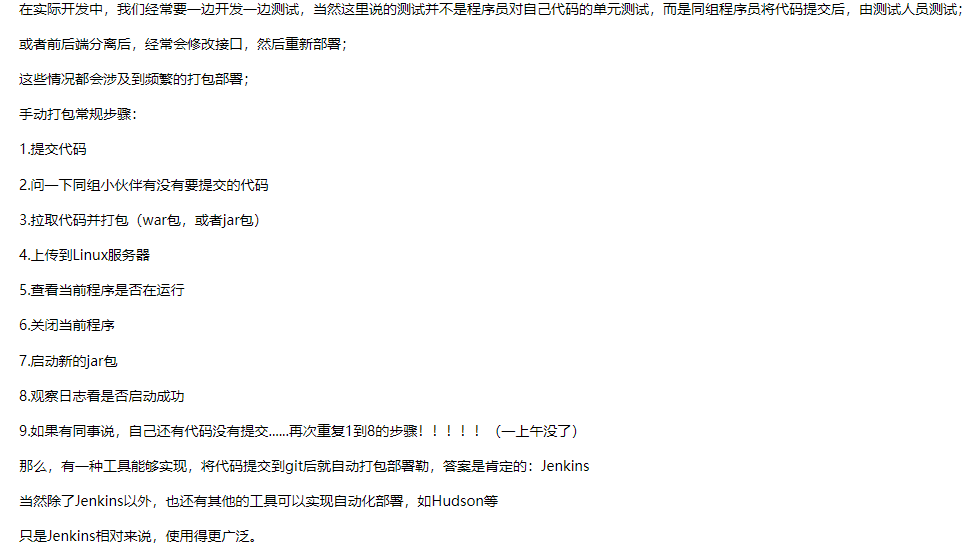 在实际开发中，我们经常要一边开发一边测试，当然这里说的测试并不是程序员对自己代码的单元测试，而是同组程序员将代码提交后，由测试人员测试；
或者前后端分离后，经常会修改接口，然后重新部署；
这些情况都会涉及到频繁的打包部署；
手动打包常规步骤：
1.提交代码
2.问一下同组小伙伴有没有要提交的代码
3.拉取代码并打包（war包，或者jar包）
4.上传到Linux服务器
5.查看当前程序是否在运行
6.关闭当前程序
7.启动新的jar包
8.观察日志看是否启动成功
9.如果有同事说，自己还有代码没有提交......再次重复1到8的步骤！！！！！（一上午没了）
那么，有一种工具能够实现，将代码提交到git后就自动打包部署勒，答案是肯定的：Jenkins
当然除了Jenkins以外，也还有其他的工具可以实现自动化部署，如Hudson等
只是Jenkins相对来说，使用得更广泛。